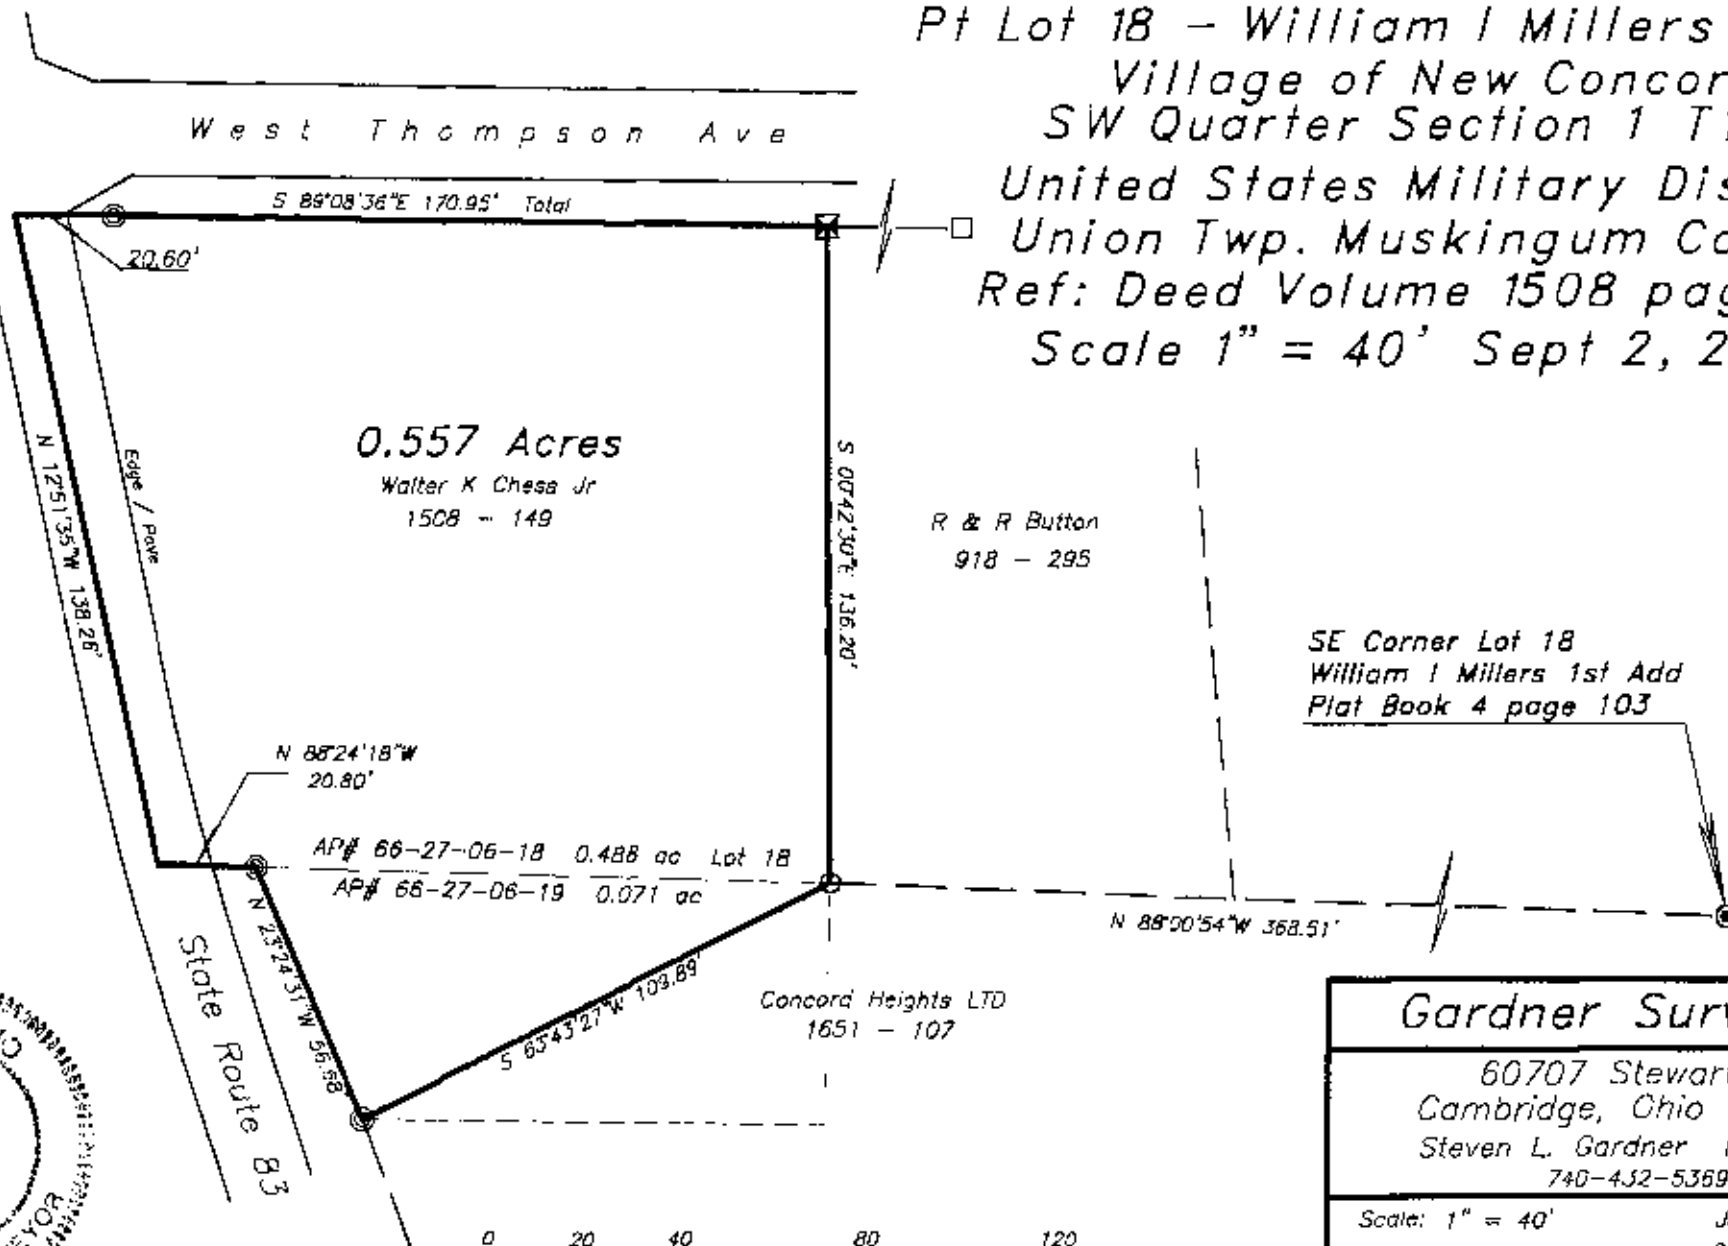 Pt Lot 18 - William I Millers
Village of New Concor
SW Quarter Section 1
United States Military Dis
Union Twp. Muskingum Co
Ref: Deed Volume 1508 pag
Scale 1" = 40' Sept 2, 2
West Thompson Ave
S 89°08'36"E 170.95' Total
20.60'
N 12°51'35"W 138.26'
Edge / Pave
0.557 Acres
Walter K Chess Jr
1508 - 149
S 00°42'30"E 136.20'
R & R Button
918 - 295
SE Corner Lot 18
William I Millers 1st Add
Plat Book 4 page 103
N 88°24'18"W
20.80'
AP# 66-27-06-18 0.488 ac Lot 18
AP# 66-27-06-19 0.071 ac
N 88°00'54"W 368.51'
N 23°24'31"W 56.68
S 63°43'27"W 109.89'
State Route 83
Concord Heights LTD
1651 - 107
Gardner Surv
60707 Stewar
Cambridge, Ohio
Steven L. Gardner
740-432-5369
Scale: 1" = 40'
0 20 40 80 120
YOR